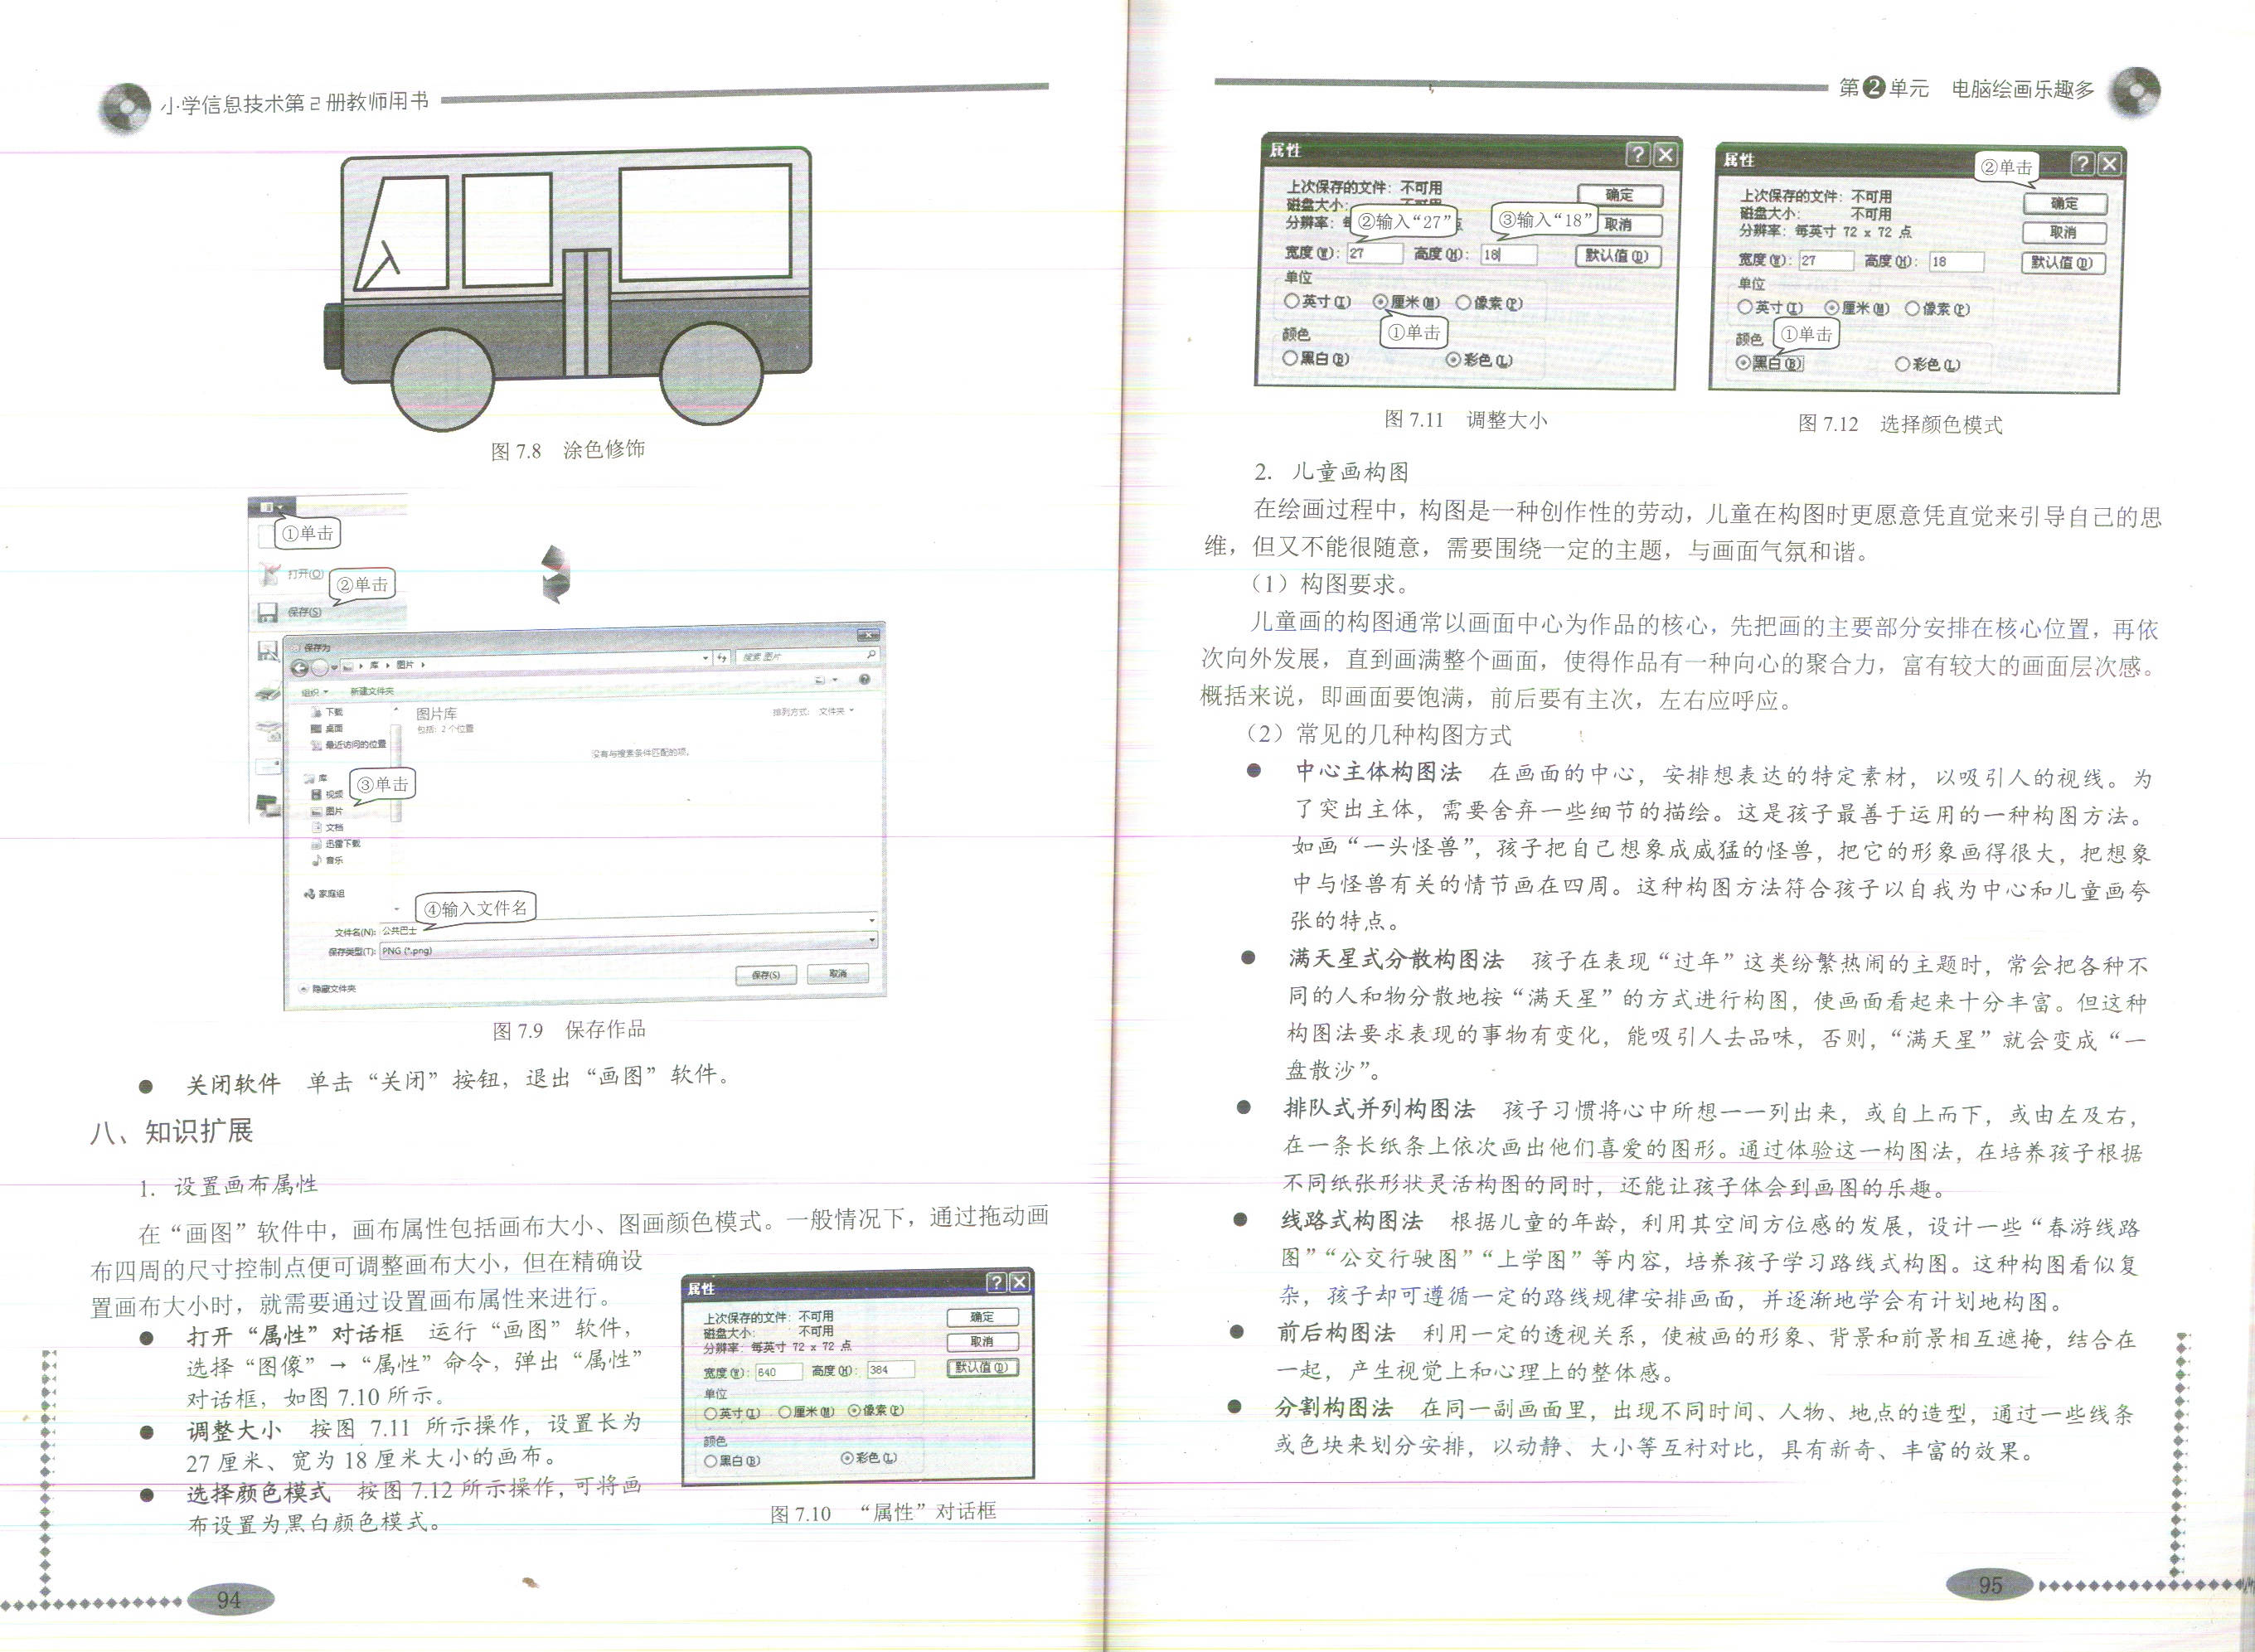 小学信息技术第2册教师用书
图 7.8 涂色修饰
①单击
打开(O)
②单击
保存(S)
保存为
库 图片
搜索 图片
组织 新建文件夹
下载
桌面
最近访问的位置
库
视频
③单击
图片
文档
迅雷下载
音乐
家庭组
图片库
包括: 2 个位置
排列方式: 文件夹
没有与搜索条件匹配的项。
④输入文件名
文件名(N): 公共巴士
保存类型(T): PNG (*.png)
保存(S) 取消
隐藏文件夹
图 7.9 保存作品
● 关闭软件 单击“关闭”按钮，退出“画图”软件。
八、知识扩展
1. 设置画布属性
在“画图”软件中，画布属性包括画布大小、图画颜色模式。一般情况下，通过拖动画
布四周的尺寸控制点便可调整画布大小，但在精确设
置画布大小时，就需要通过设置画布属性来进行。
● 打开“属性”对话框 运行“画图”软件，
选择“图像”→“属性”命令，弹出“属性”
对话框，如图 7.10 所示。
● 调整大小 按图 7.11 所示操作，设置长为
27 厘米、宽为 18 厘米大小的画布。
● 选择颜色模式 按图 7.12 所示操作，可将画
布设置为黑白颜色模式。
属性
上次保存的文件: 不可用
磁盘大小: 不可用
分辨率: 每英寸 72 x 72 点
宽度(W): 640 高度(H): 384
单位
英寸(I) 厘米(M) 像素(P)
颜色
黑白(B) 彩色(L)
确定
取消
默认值(D)
图 7.10 “属性”对话框
94
第2单元 电脑绘画乐趣多
属性
上次保存的文件: 不可用
磁盘大小:
分辨率:
②输入“27”
③输入“18”
宽度(W): 27 高度(H): 18
单位
英寸(I) 厘米(M) 像素(P)
①单击
颜色
黑白(B) 彩色(L)
确定
取消
默认值(D)
图 7.11 调整大小
属性
②单击
上次保存的文件: 不可用
磁盘大小: 不可用
分辨率: 每英寸 72 x 72 点
宽度(W): 27 高度(H): 18
单位
英寸(I) 厘米(M) 像素(P)
颜色
①单击
黑白(B) 彩色(L)
确定
取消
默认值(D)
图 7.12 选择颜色模式
2. 儿童画构图
在绘画过程中，构图是一种创作性的劳动，儿童在构图时更愿意凭直觉来引导自己的思
维，但又不能很随意，需要围绕一定的主题，与画面气氛和谐。
（1）构图要求。
儿童画的构图通常以画面中心为作品的核心，先把画的主要部分安排在核心位置，再依
次向外发展，直到画满整个画面，使得作品有一种向心的聚合力，富有较大的画面层次感。
概括来说，即画面要饱满，前后要有主次，左右应呼应。
（2）常见的几种构图方式
● 中心主体构图法 在画面的中心，安排想表达的特定素材，以吸引人的视线。为
了突出主体，需要舍弃一些细节的描绘。这是孩子最善于运用的一种构图方法。
如画“一头怪兽”，孩子把自己想象成威猛的怪兽，把它的形象画得很大，把想象
中与怪兽有关的情节画在四周。这种构图方法符合孩子以自我为中心和儿童画夸
张的特点。
● 满天星式分散构图法 孩子在表现“过年”这类纷繁热闹的主题时，常会把各种不
同的人和物分散地按“满天星”的方式进行构图，使画面看起来十分丰富。但这种
构图法要求表现的事物有变化，能吸引人去品味，否则，“满天星”就会变成“一
盘散沙”。
● 排队式并列构图法 孩子习惯将心中所想一一列出来，或自上而下，或由左及右，
在一条长纸条上依次画出他们喜爱的图形。通过体验这一构图法，在培养孩子根据
不同纸张形状灵活构图的同时，还能让孩子体会到画图的乐趣。
● 线路式构图法 根据儿童的年龄，利用其空间方位感的发展，设计一些“春游线路
图”“公交行驶图”“上学图”等内容，培养孩子学习路线式构图。这种构图看似复
杂，孩子却可遵循一定的路线规律安排画面，并逐渐地学会有计划地构图。
● 前后构图法 利用一定的透视关系，使被画的形象、背景和前景相互遮掩，结合在
一起，产生视觉上和心理上的整体感。
● 分割构图法 在同一副画面里，出现不同时间、人物、地点的造型，通过一些线条
或色块来划分安排，以动静、大小等互衬对比，具有新奇、丰富的效果。
95